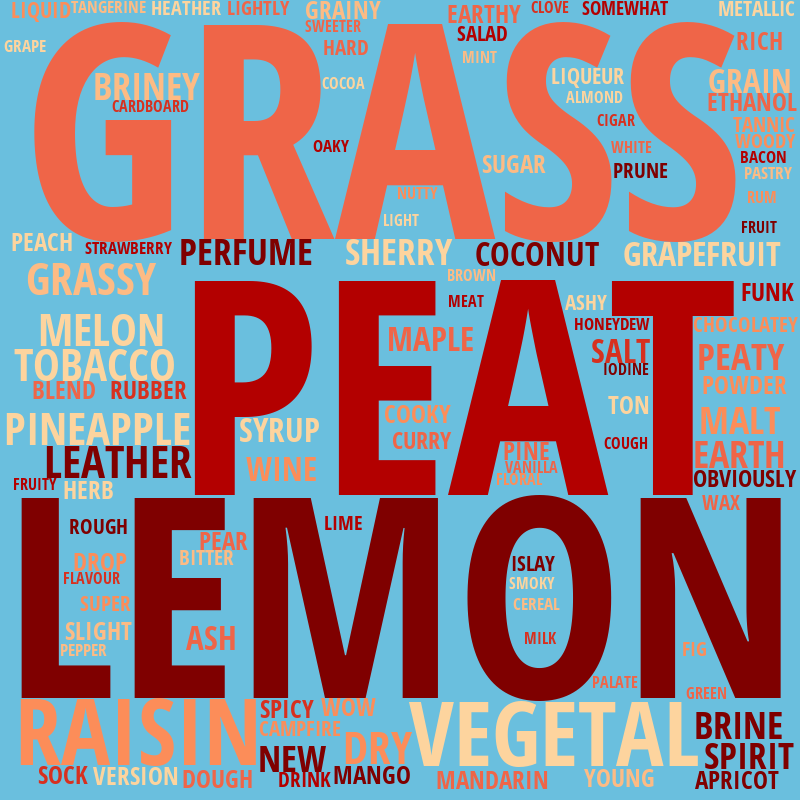 LIQUID TANGERINE HEATHER LIGHTLY GRAINY EARTHY CLOVE SOMEWHAT METALLIC
SWEETER SALAD
GRAPE HARD MINT RICH
GRASS
BRINEY COCOA LIQUEUR GRAIN
CARDBOARD ALMOND ETHANOL
CIGAR TANNIC
OAKY WHITE WOODY
SUGAR PRUNE BACON
PASTRY
NUTTY RUM
LIGHT FRUIT
PEACH STRAWBERRY PERFUME SHERRY COCONUT GRAPEFRUIT
GRASSY BROWN
PEAT
MEAT ASHY FUNK
MELON MAPLE HONEYDEW CHOCOLATEY
TOBACCO SALT PEATY
IODINE
BLEND RUBBER POWDER
COOKY TON
PINEAPPLE SYRUP CURRY COUGH MALT
LEATHER WINE PINE EARTH
VANILLA
FRUITY HERB FLORAL OBVIOUSLY
WAX
LEMON
ROUGH LIME
PEAR
DROP BITTER ISLAY
FLAVOUR SMOKY
SUPER CEREAL
SLIGHT ASH MILK
PEPPER FIG
PALATE
GREEN
RAISIN SPICY WOW VEGETAL
CAMPFIRE BRINE
NEW DRY SPIRIT
SOCK VERSION DOUGH DRINK MANGO MANDARIN YOUNG APRICOT